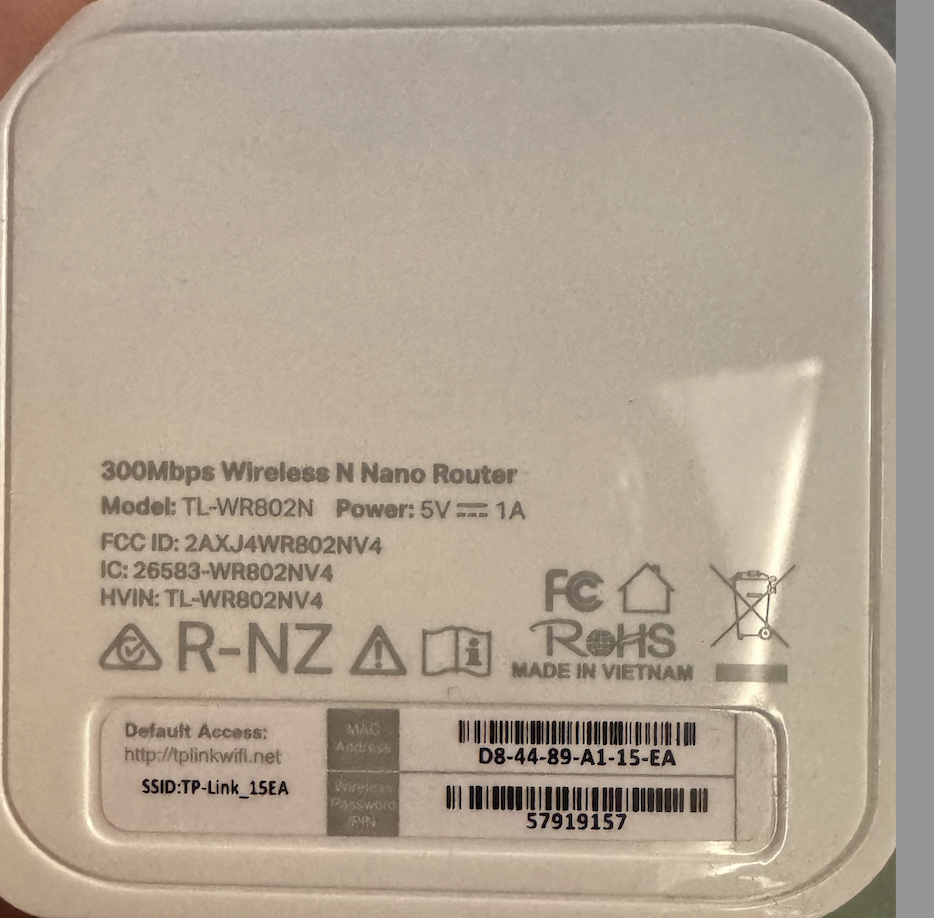 300Mbps Wireless N Nano Router
Model: TL-WR802N Power: 5V ⎓ 1A
FCC ID: 2AXJ4WR802NV4
IC: 26583-WR802NV4
HVIN: TL-WR802NV4
FC
R-NZ
RoHS
MADE IN VIETNAM
Default Access:
http://tplinkwifi.net
SSID:TP-Link_15EA
MAC
Address
D8-44-89-A1-15-EA
Wireless
Password
/PIN
57919157